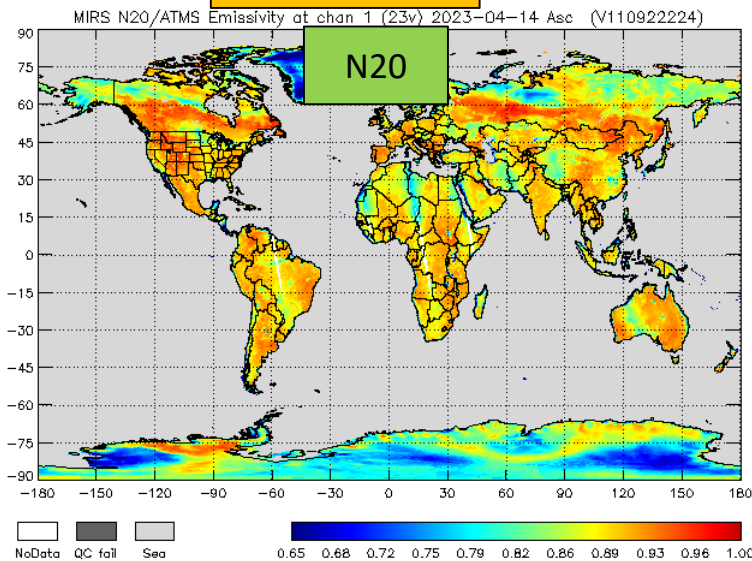 MIRS N20/ATMS Emissivity at chan 1 (23v) 2023-04-14 Asc (V110922224)
N20
90
75
60
45
30
15
0
−15
−30
−45
−60
−75
−90
−180 −150 −120 −90 −60 −30 0 30 60 90 120 150 180
NoData QC fail Sea
0.65 0.68 0.72 0.75 0.79 0.82 0.86 0.89 0.93 0.96 1.00